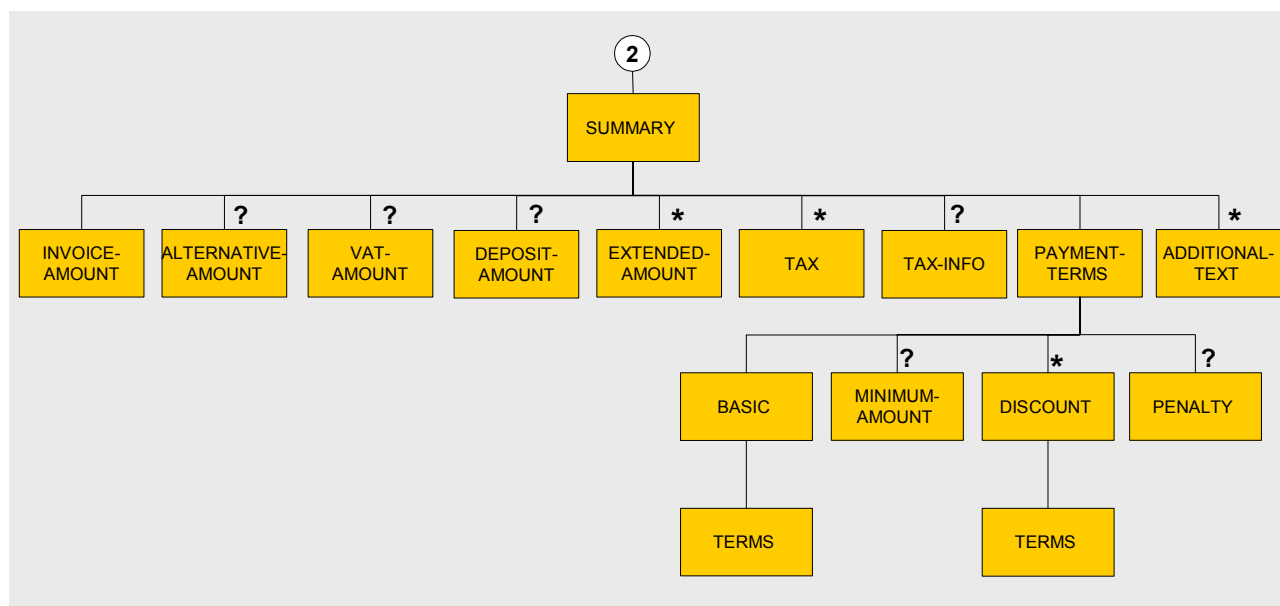 2
SUMMARY
? ? ? * * ? *
INVOICE-
AMOUNT
ALTERNATIVE-
AMOUNT
VAT-
AMOUNT
DEPOSIT-
AMOUNT
EXTENDED-
AMOUNT
TAX
TAX-INFO
PAYMENT-
TERMS
ADDITIONAL-
TEXT
? * ?
BASIC
MINIMUM-
AMOUNT
DISCOUNT
PENALTY
TERMS
TERMS